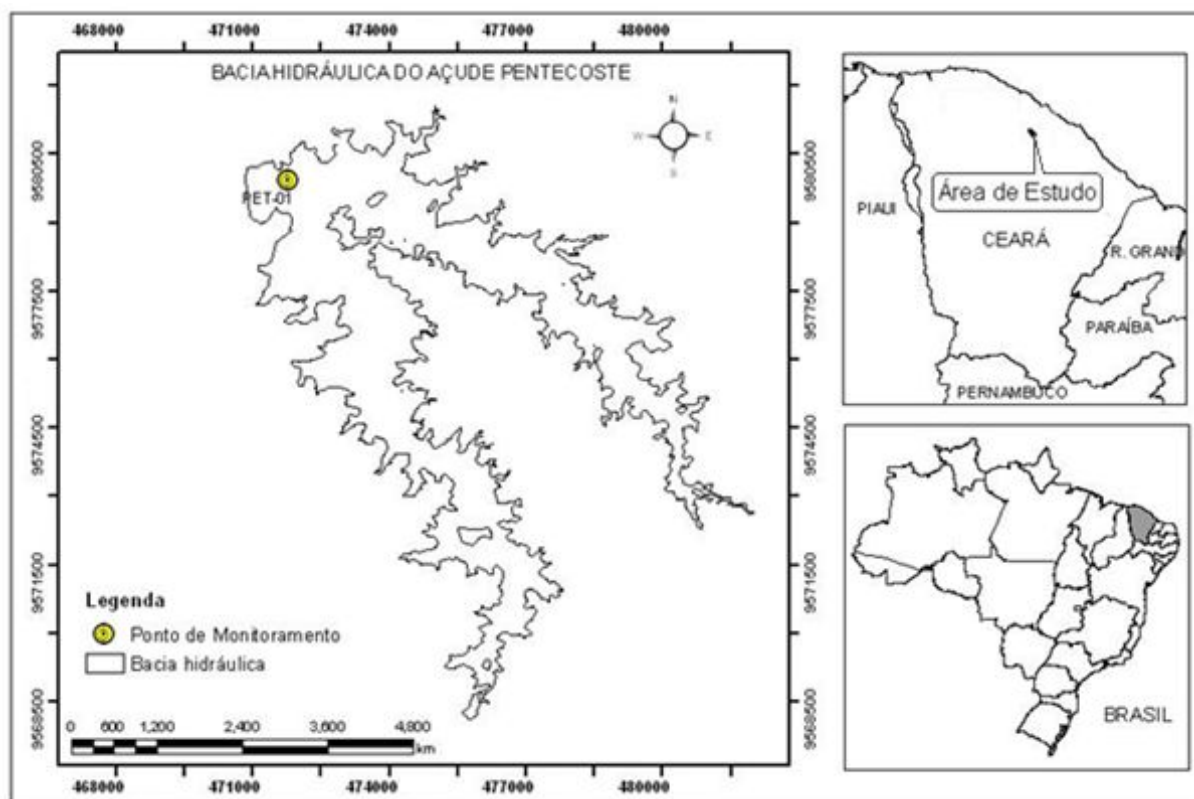 468000 471000 474000 477000 480000
BACIA HIDRÁULICA DO AÇUDE PENTECOSTE
N
W E
S
9580500 9580500
PET-01
9577500 9577500
9574500 9574500
9571500 9571500
9568500 9568500
Legenda
Ponto de Monitoramento
Bacia hidráulica
0 600 1,200 2,400 3,600 4,800
km
468000 471000 474000 477000 480000
Área de Estudo
PIAUI
CEARÁ
R. GRAND
PARAÍBA
PERNAMBUCO
BRASIL